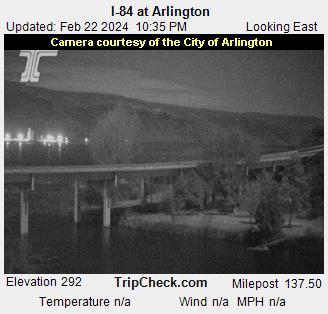 I-84 at Arlington
Updated: Feb 22 2024 10:35 PM Looking East
Camera courtesy of the City of Arlington
Elevation 292 TripCheck.com Milepost 137.50
Temperature n/a Wind n/a MPH n/a